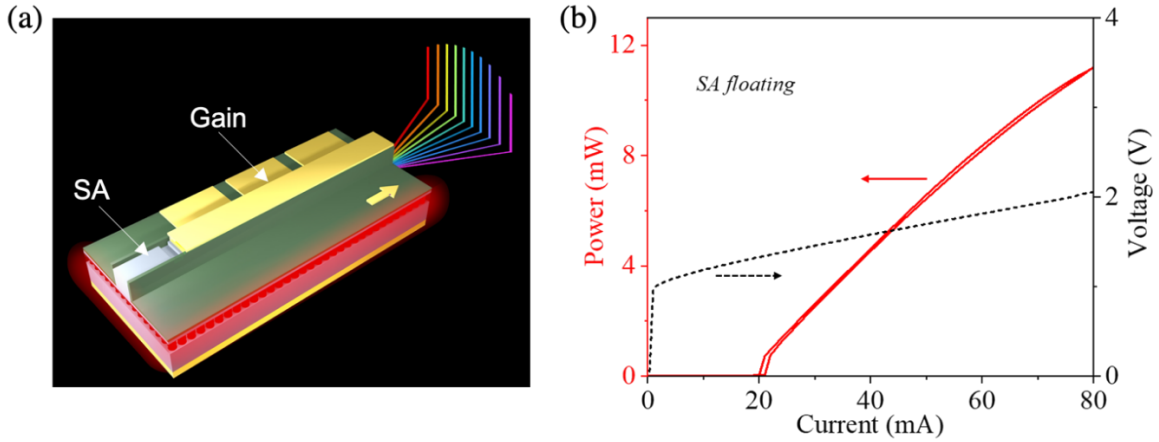 (a)
Gain
SA
(b)
SA floating
Power (mW)
12
8
4
0
Voltage (V)
4
2
0
0
20
40
60
80
Current (mA)